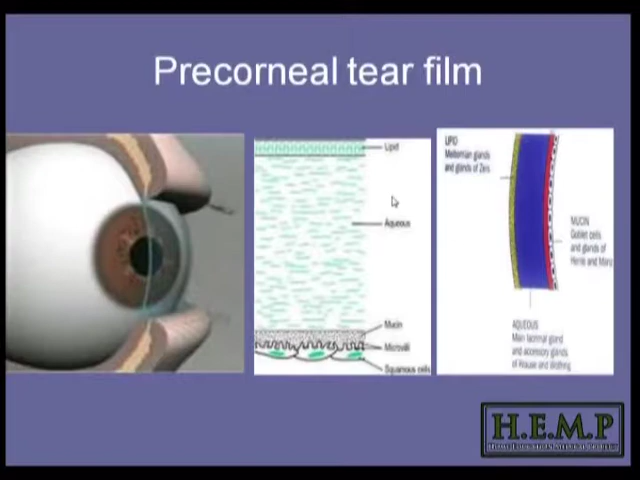 Precorneal tear film
Lipid
Aqueous
Mucin
Microvilli
Squamous cells
LIPID
Meibomian glands
and glands of Zeis
MUCIN
Goblet cells
and glands of
Henle and Manz
AQUEOUS
Main lacrimal gland
and accessory glands
of Krause and Wolfring
H.E.M.P